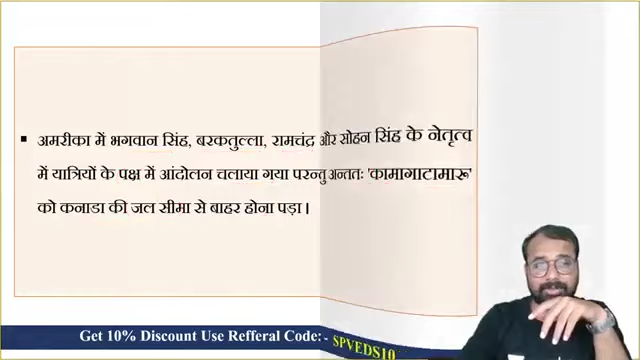 अमरीका में भगवान सिंह, बरकतुल्ला, रामचंद्र और सोहन सिंह के नेतृत्व
में यात्रियों के पक्ष में आंदोलन चलाया गया परन्तु अन्ततः 'कामागाटामारू'
को कनाडा की जल सीमा से बाहर होना पड़ा।
Get 10% Discount Use Refferal Code: - SPVEDS10